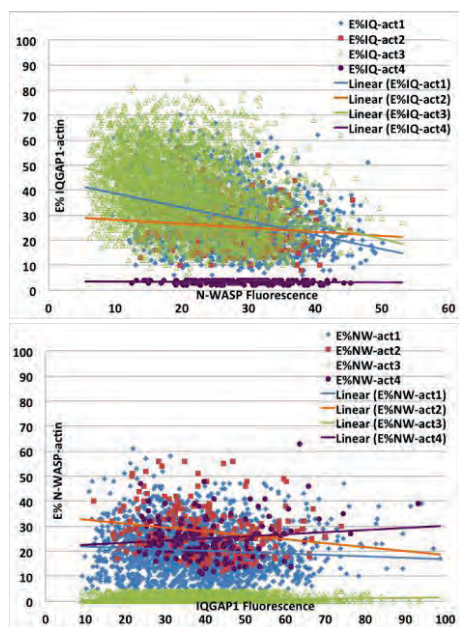 100
90
80
70
60
50
40
30
20
10
0
E% IQGAP1-actin
E%IQ-act1
E%IQ-act2
E%IQ-act3
E%IQ-act4
Linear (E%IQ-act1)
Linear (E%IQ-act2)
Linear (E%IQ-act3)
Linear (E%IQ-act4)
N-WASP Fluorescence
0 10 20 30 40 50 60
100
90
80
70
60
50
40
30
20
10
0
E% N-WASP-actin
E%NW-act1
E%NW-act2
E%NW-act3
E%NW-act4
Linear (E%NW-act1)
Linear (E%NW-act2)
Linear (E%NW-act3)
Linear (E%NW-act4)
IQGAP1 Fluorescence
0 10 20 30 40 50 60 70 80 90 100